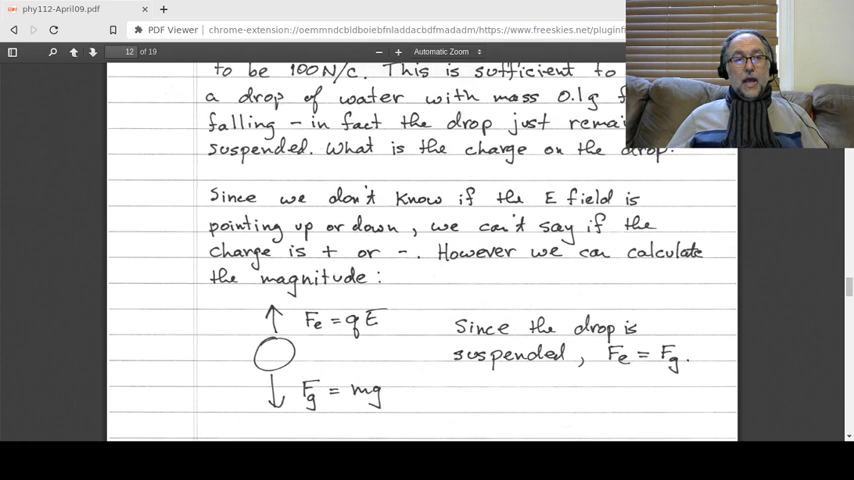 phy112-April09.pdf
PDF Viewer
chrome-extension://oemmndcbldboiebfnladdacbdfmadadm/https://www.freeskies.net/pluginfi
12 of 19
Automatic Zoom
to be 100N/c. This is sufficient to
a drop of water with mass 0.1g
falling - in fact the drop just remai
suspended. What is the charge on the drop.
Since we don't know if the E field is
pointing up or down, we can't say if the
charge is + or -. However we can calculate
the magnitude:
Fe = qE
Since the drop is
suspended, Fe = Fg.
Fg = mg